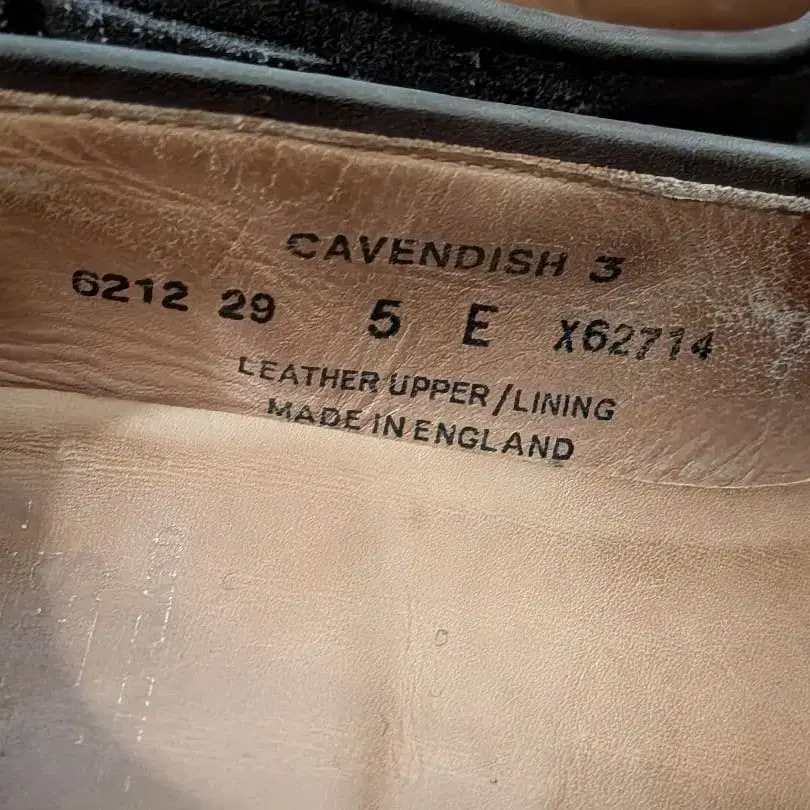 CAVENDISH 3
6212 29 5 E X62714
LEATHER UPPER/LINING
MADE IN ENGLAND